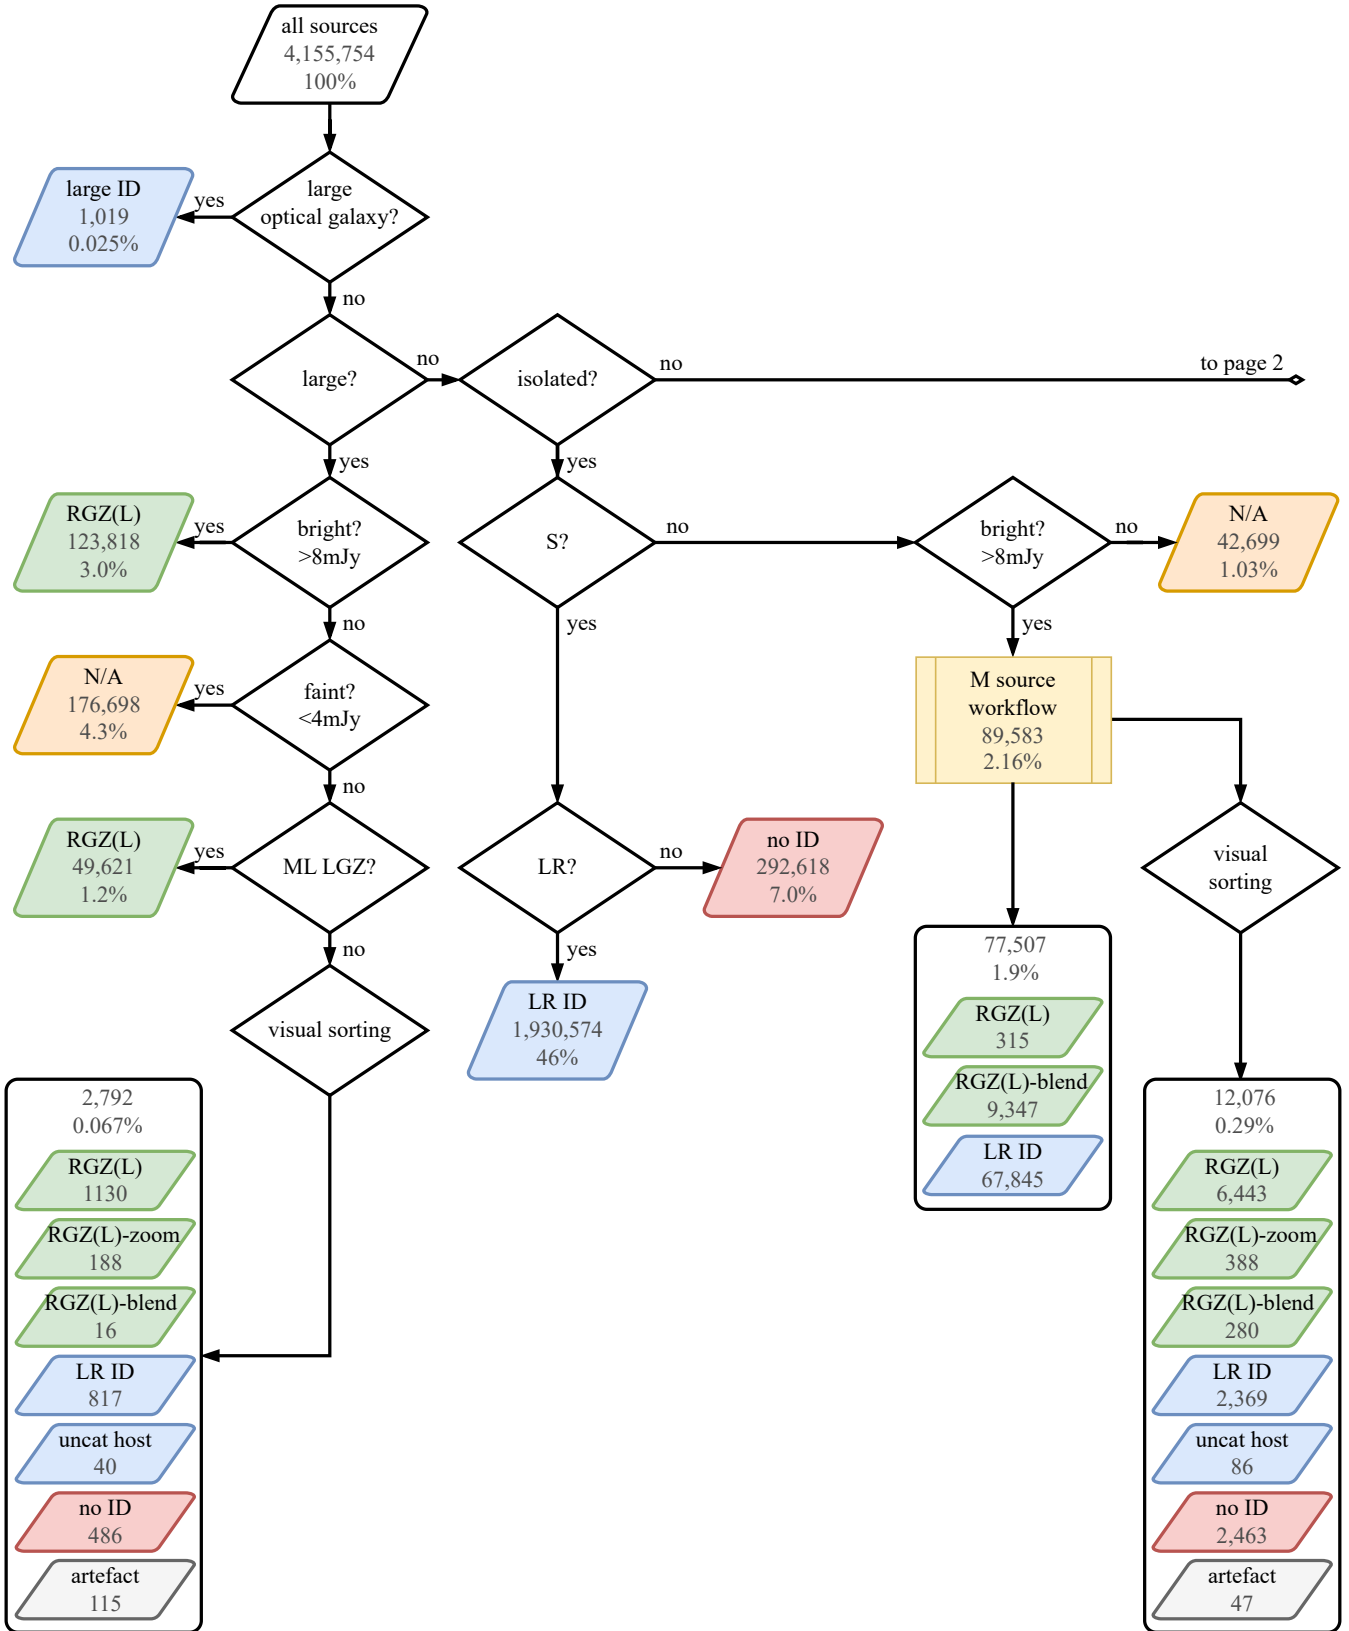 all sources
4,155,754
100%
large
optical galaxy?
yes
large ID
1,019
0.025%
no
large?
no
isolated?
no
to page 2
yes
yes
RGZ(L)
123,818
3.0%
yes
bright?
>8mJy
S?
no
bright?
>8mJy
no
N/A
42,699
1.03%
no
yes
yes
N/A
176,698
4.3%
yes
faint?
<4mJy
M source
workflow
89,583
2.16%
no
RGZ(L)
49,621
1.2%
yes
ML LGZ?
LR?
no
no ID
292,618
7.0%
visual
sorting
no
yes
visual sorting
LR ID
1,930,574
46%
77,507
1.9%
RGZ(L)
315
RGZ(L)-blend
9,347
LR ID
67,845
2,792
0.067%
RGZ(L)
1130
RGZ(L)-zoom
188
RGZ(L)-blend
16
LR ID
817
uncat host
40
no ID
486
artefact
115
12,076
0.29%
RGZ(L)
6,443
RGZ(L)-zoom
388
RGZ(L)-blend
280
LR ID
2,369
uncat host
86
no ID
2,463
artefact
47